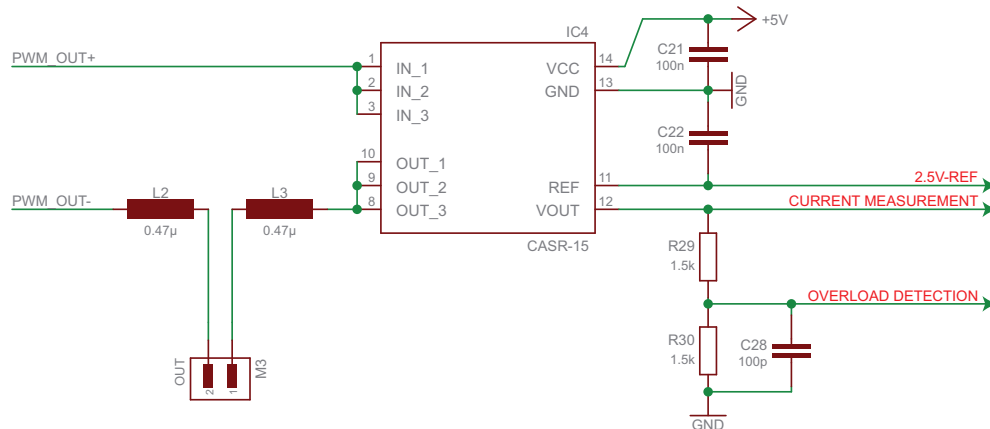 IC4
+5V
PWM_OUT+
1
IN_1
VCC
14
C21
100n
2
IN_2
GND
13
GND
3
IN_3
C22
100n
10
OUT_1
9
OUT_2
REF
11
2.5V-REF
PWM_OUT-
L2
0.47µ
L3
0.47µ
8
OUT_3
VOUT
12
CURRENT MEASUREMENT
CASR-15
R29
1.5k
OVERLOAD DETECTION
R30
1.5k
C28
100p
OUT
2
1
M3
GND